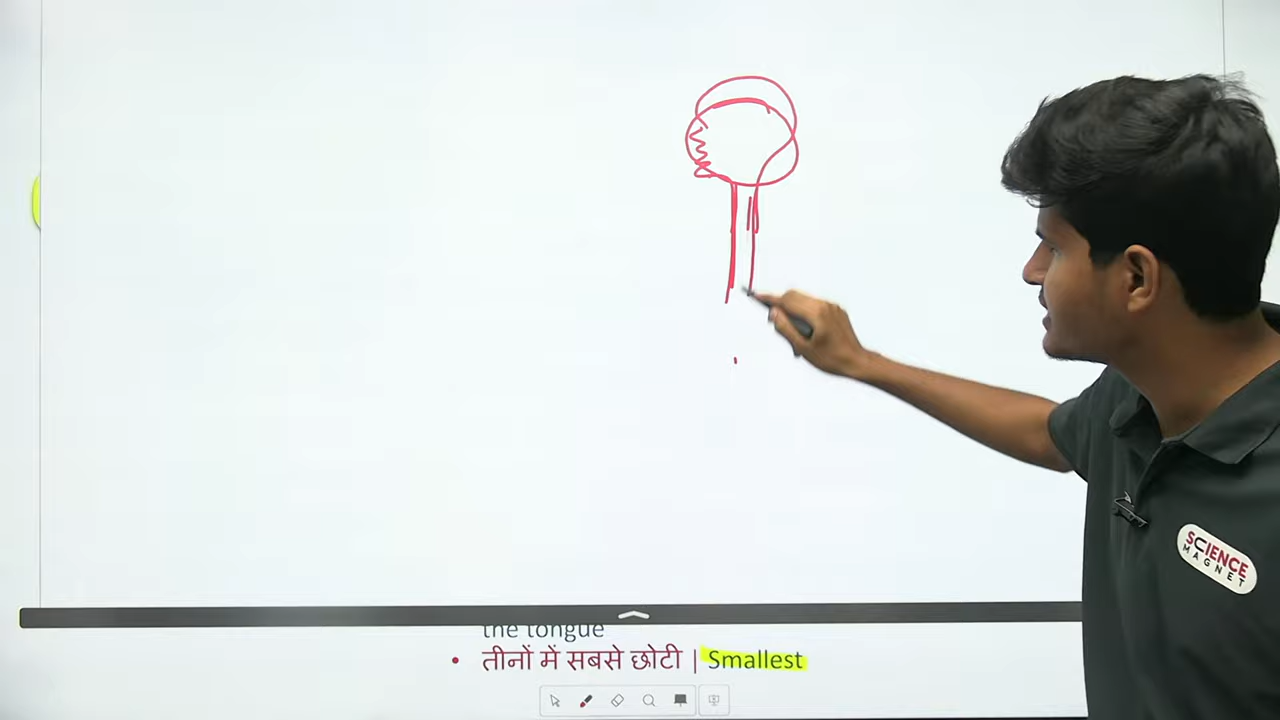 the tongue
• तीनों में सबसे छोटी | Smallest
SCIENCE
MAGNET